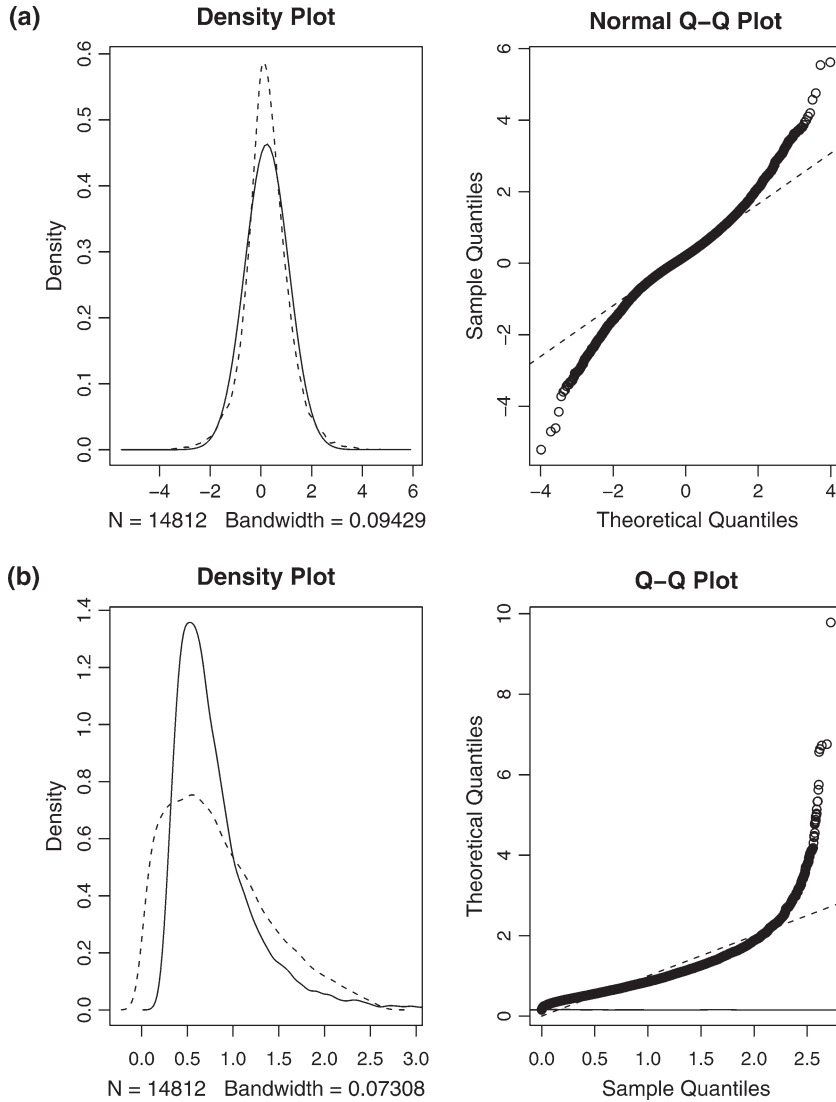 (a)
Density Plot
Density
0.0 0.1 0.2 0.3 0.4 0.5 0.6
−4 −2 0 2 4 6
N = 14812 Bandwidth = 0.09429
Normal Q−Q Plot
Sample Quantiles
−4 −2 0 2 4 6
−4 −2 0 2 4
Theoretical Quantiles
(b)
Density Plot
Density
0.0 0.2 0.4 0.6 0.8 1.0 1.2 1.4
0.0 0.5 1.0 1.5 2.0 2.5 3.0
N = 14812 Bandwidth = 0.07308
Q−Q Plot
Theoretical Quantiles
0 2 4 6 8 10
0.0 0.5 1.0 1.5 2.0 2.5
Sample Quantiles